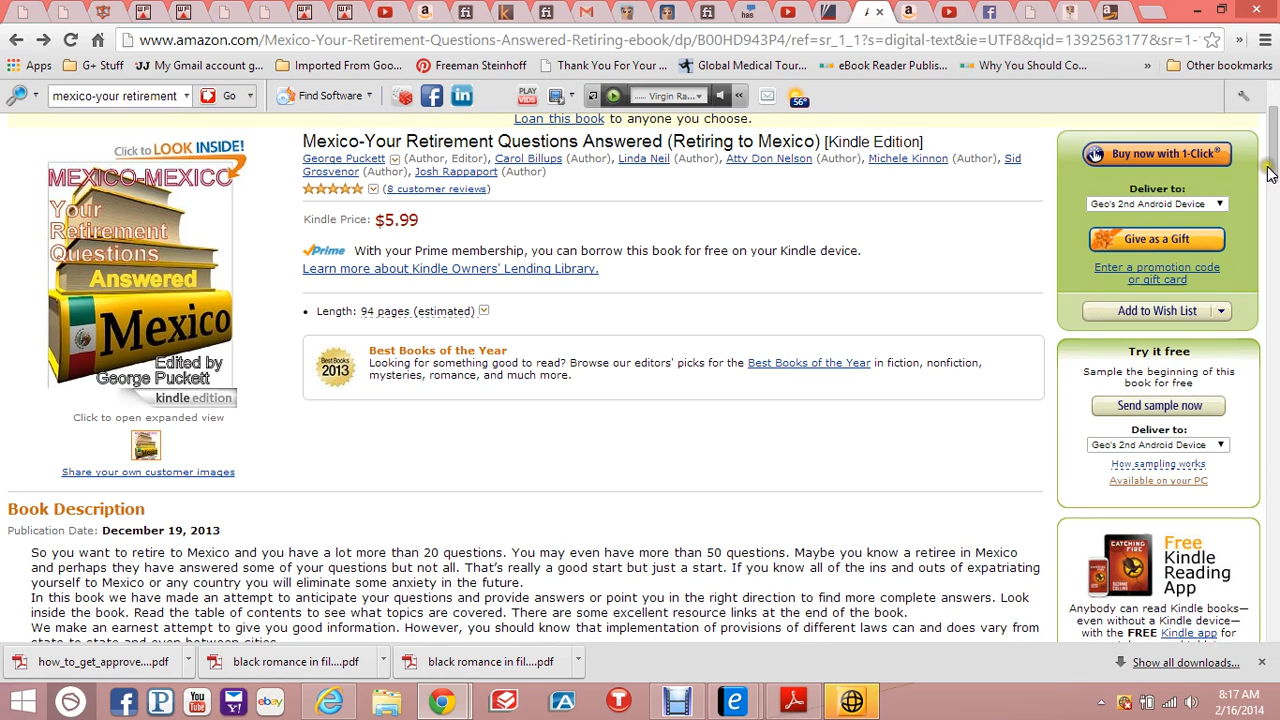 https://www.amazon.com/Mexico-Your-Retirement-Questions-Answered-Retiring-ebook/dp/B00HD943P4/ref=sr_1_1?s=digital-text&ie=UTF8&qid=1392563177&sr=1-
Apps G+ Stuff My Gmail account g... Imported From Goo... Freeman Steinhoff Thank You For Your ... Global Medical Tour... eBook Reader Publis... Why You Should Co... » Other bookmarks
mexico-your retirement Go Find Software PLAY VIDS ..... Virgin Ra... 56°
Loan this book to anyone you choose.
Click to LOOK INSIDE!
MEXICO-MEXICO
Your
Retirement
Questions
Answered
Mexico
Edited by
George Puckett
kindle edition
Click to open expanded view
Share your own customer images
Mexico-Your Retirement Questions Answered (Retiring to Mexico) [Kindle Edition]
George Puckett (Author, Editor), Carol Billups (Author), Linda Neil (Author), Atty Don Nelson (Author), Michele Kinnon (Author), Sid
Grosvenor (Author), Josh Rappaport (Author)
(8 customer reviews)
Kindle Price: $5.99
Prime With your Prime membership, you can borrow this book for free on your Kindle device.
Learn more about Kindle Owners' Lending Library.
• Length: 94 pages (estimated)
Best Books 2013
Best Books of the Year
Looking for something good to read? Browse our editors' picks for the Best Books of the Year in fiction, nonfiction,
mysteries, romance, and much more.
Buy now with 1-Click®
Deliver to:
Geo's 2nd Android Device
Give as a Gift
Enter a promotion code
or gift card
Add to Wish List
Try it free
Sample the beginning of this
book for free
Send sample now
Deliver to:
Geo's 2nd Android Device
How sampling works
Available on your PC
CATCHING FIRE
Free
Kindle
Reading
App
Anybody can read Kindle books—
even without a Kindle device—
with the FREE Kindle app for
Book Description
Publication Date: December 19, 2013
So you want to retire to Mexico and you have a lot more than 20 questions. You may even have more than 50 questions. Maybe you know a retiree in Mexico
and perhaps they have answered some of your questions but not all. That's really a good start but just a start. If you know all of the ins and outs of expatriating
yourself to Mexico or any country you will eliminate some anxiety in the future.
In this book we have made an attempt to anticipate your questions and provide answers or point you in the right direction to find more complete answers. Look
inside the book. Read the table of contents to see what topics are covered. There are some excellent resource links at the end of the book.
We make an earnest attempt to give you good information. However, you should know that implementation of provisions of different laws can and does vary from
state to state and even between cities.
how_to_get_approve....pdf black romance in fil....pdf black romance in fil....pdf Show all downloads...
You Tube ebay
8:17 AM
2/16/2014